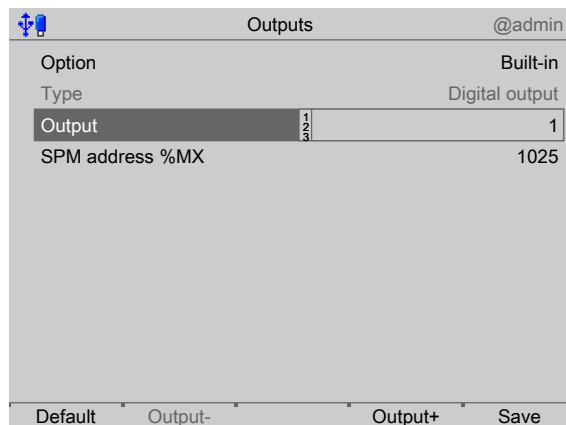 Outputs @admin
Option Built-in
Type Digital output
Output 1 2 3 1
SPM address %MX 1025
Default Output- Output+ Save